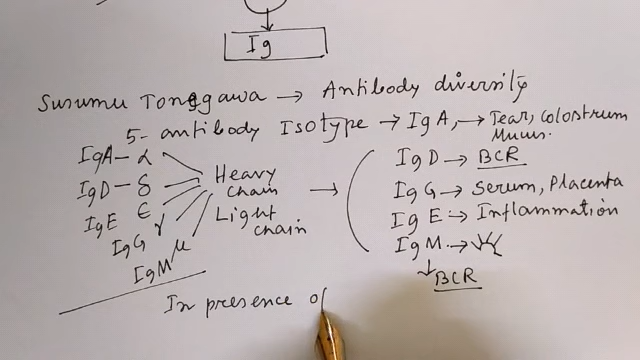 Ig
Susumu Tonegawa → Antibody diversity
5- antibody Isotype → IgA, → Tear, colostrum
Mucus.
IgA - α
IgD - δ
IgE ε
IgG γ
IgM μ
Heavy
chain
Light
chain
→
IgD → BCR
IgG → Serum, Placenta
IgE → Inflammation
IgM →
↓ BCR
In presence of